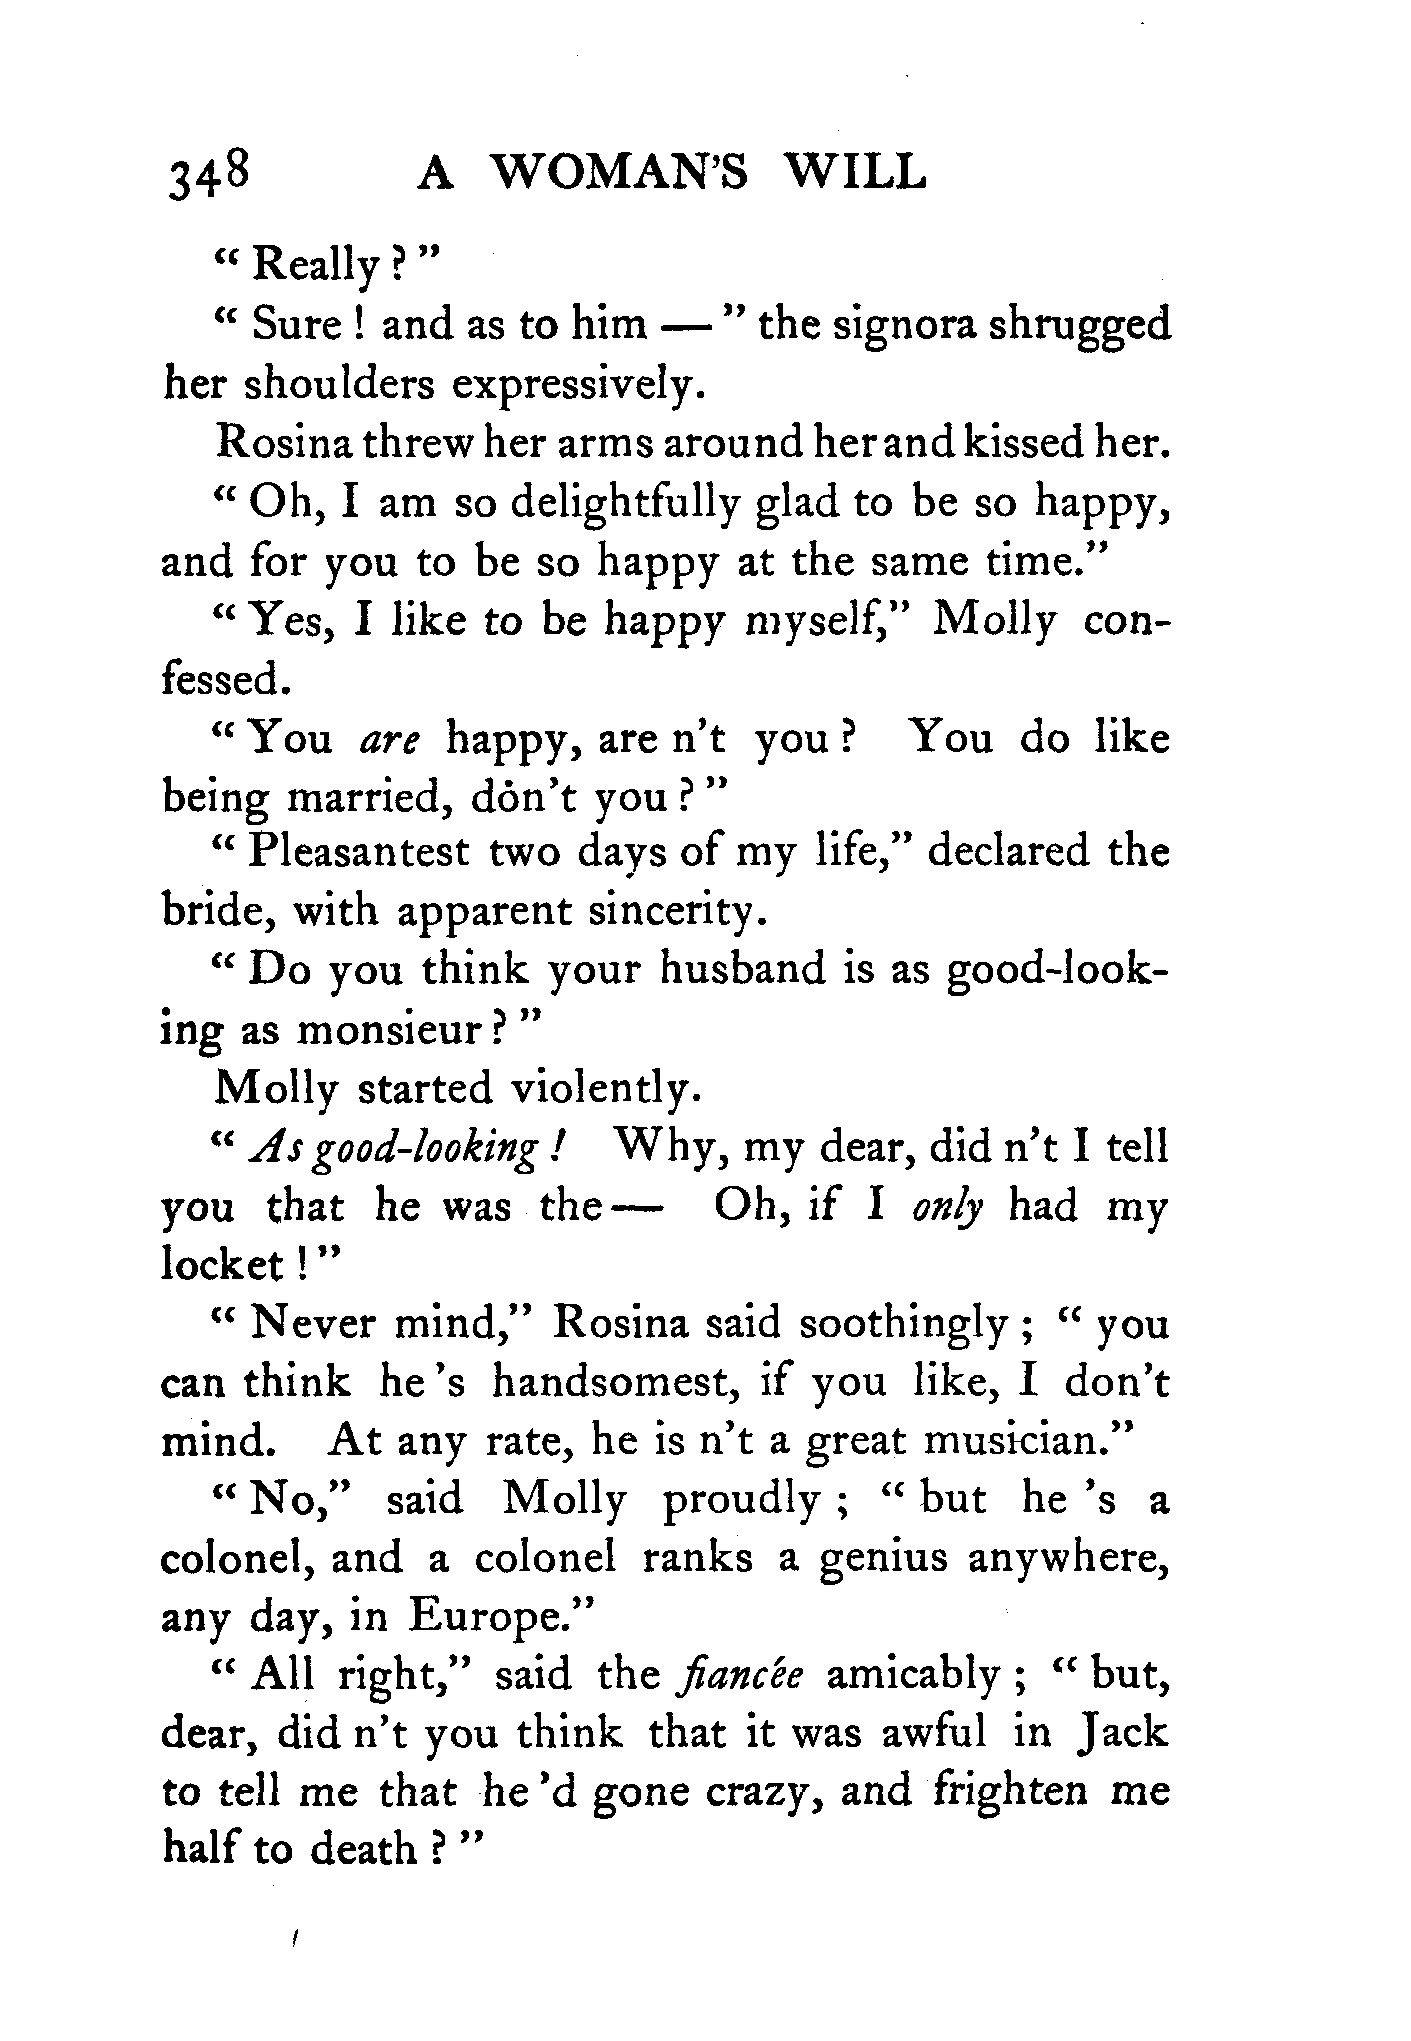 348 A WOMAN'S WILL
“ Really ? ”
“ Sure ! and as to him — ” the signora shrugged
her shoulders expressively.
Rosina threw her arms around her and kissed her.
“ Oh, I am so delightfully glad to be so happy,
and for you to be so happy at the same time.”
“ Yes, I like to be happy myself,” Molly con-
fessed.
“ You are happy, are n't you ? You do like
being married, don't you ? ”
“ Pleasantest two days of my life,” declared the
bride, with apparent sincerity.
“ Do you think your husband is as good-look-
ing as monsieur ? ”
Molly started violently.
“ As good-looking ! Why, my dear, did n't I tell
you that he was the — Oh, if I only had my
locket ! ”
“ Never mind,” Rosina said soothingly ; “ you
can think he 's handsomest, if you like, I don't
mind. At any rate, he is n't a great musician.”
“ No,” said Molly proudly ; “ but he 's a
colonel, and a colonel ranks a genius anywhere,
any day, in Europe.”
“ All right,” said the fiancée amicably ; “ but,
dear, did n't you think that it was awful in Jack
to tell me that he 'd gone crazy, and frighten me
half to death ? ”